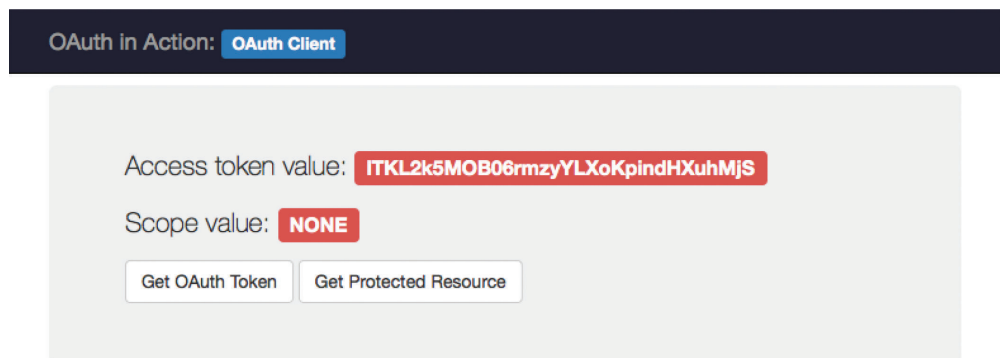 OAuth in Action: OAuth Client
Access token value: ITKL2k5MOB06rmzyYLXoKpindHXuhMjS
Scope value: NONE
Get OAuth Token Get Protected Resource